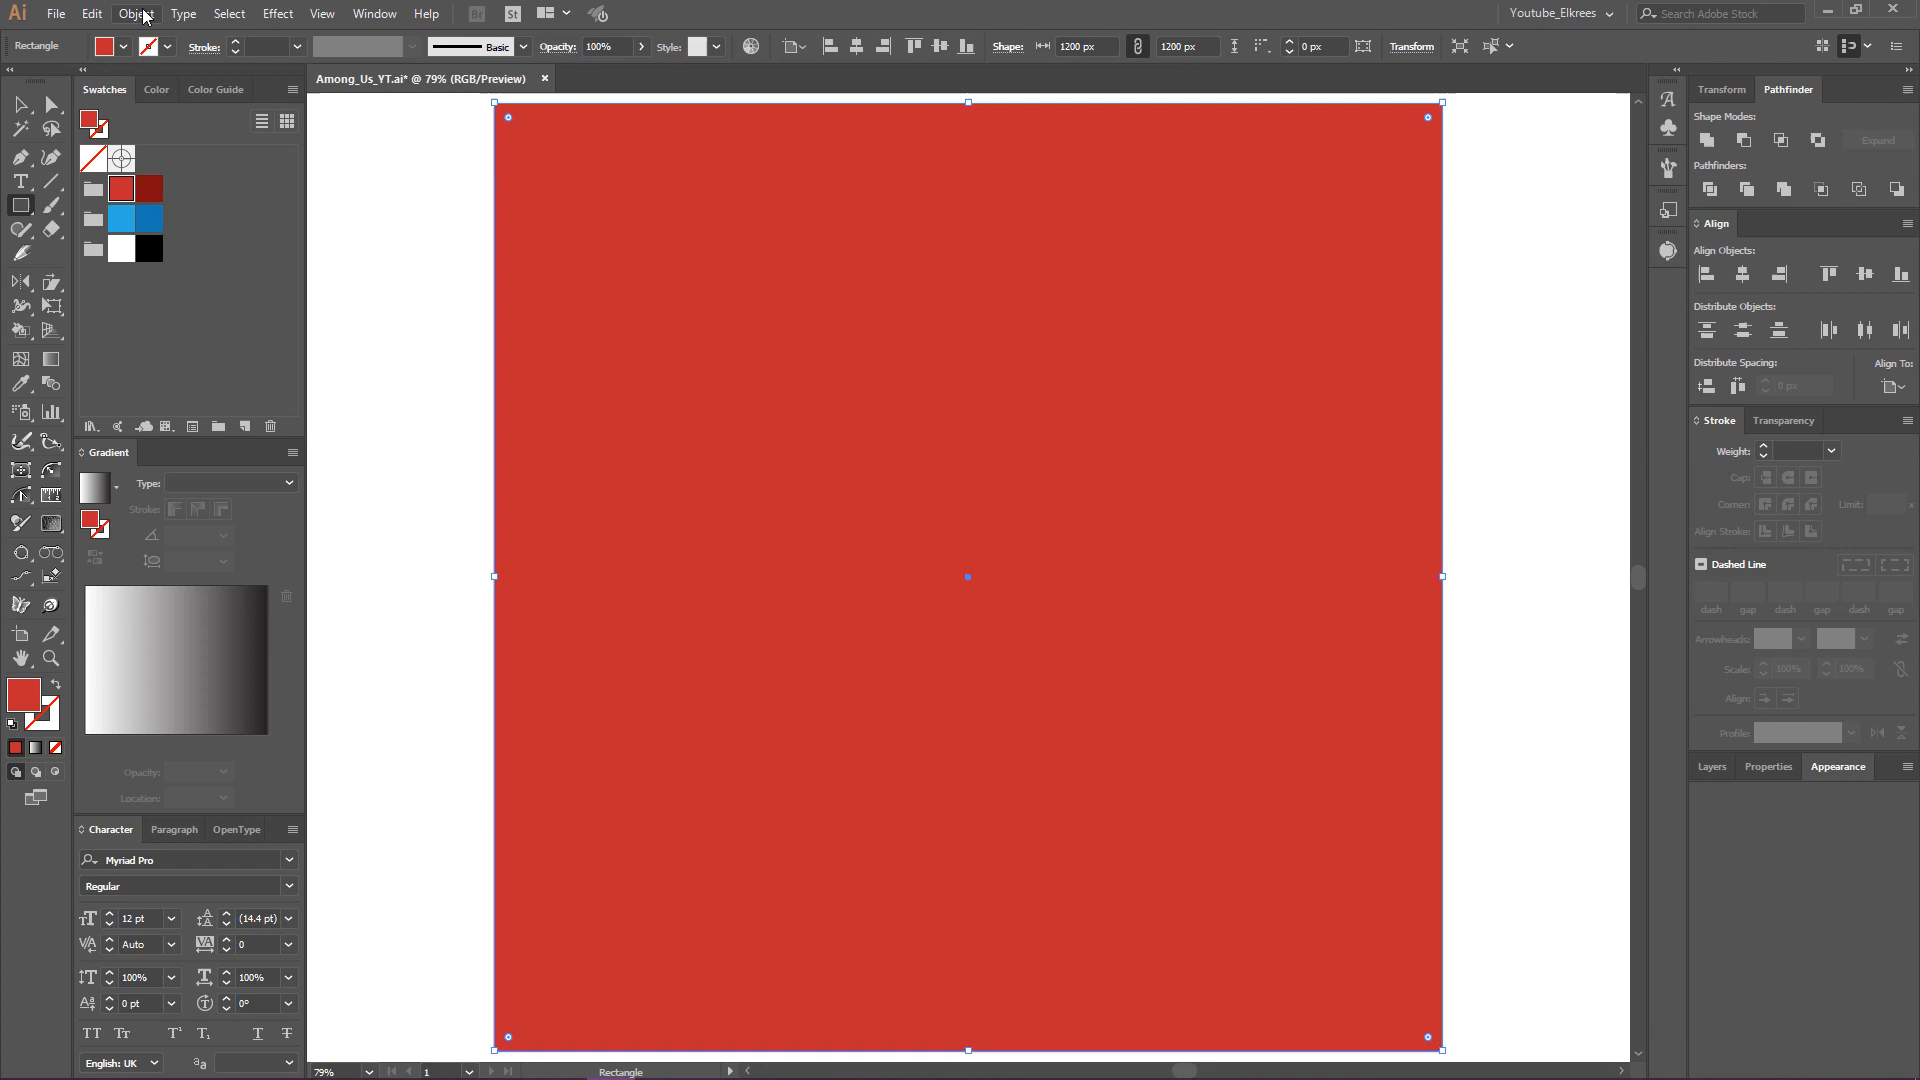 Ai File Edit Object Type Select Effect View Window Help Br St Youtube_Elkrees Search Adobe Stock
Rectangle Stroke: Basic Opacity: 100% Style: Shape: 1200 px 1200 px 0 px Transform
Among_Us_YT.ai* @ 79% (RGB/Preview)
Swatches Color Color Guide
Gradient
Type:
Stroke:
Opacity:
Location:
Character Paragraph OpenType
Myriad Pro
Regular
12 pt (14.4 pt)
Auto 0
100% 100%
0 pt 0°
English: UK
79% 1 Rectangle
Transform Pathfinder
Shape Modes:
Expand
Pathfinders:
Align
Align Objects:
Distribute Objects:
Distribute Spacing: Align To:
0 px
Stroke Transparency
Weight:
Cap:
Corner: Limit: x
Align Stroke:
Dashed Line
dash gap dash gap dash gap
Arrowheads:
Scale: 100% 100%
Align:
Profile:
Layers Properties Appearance